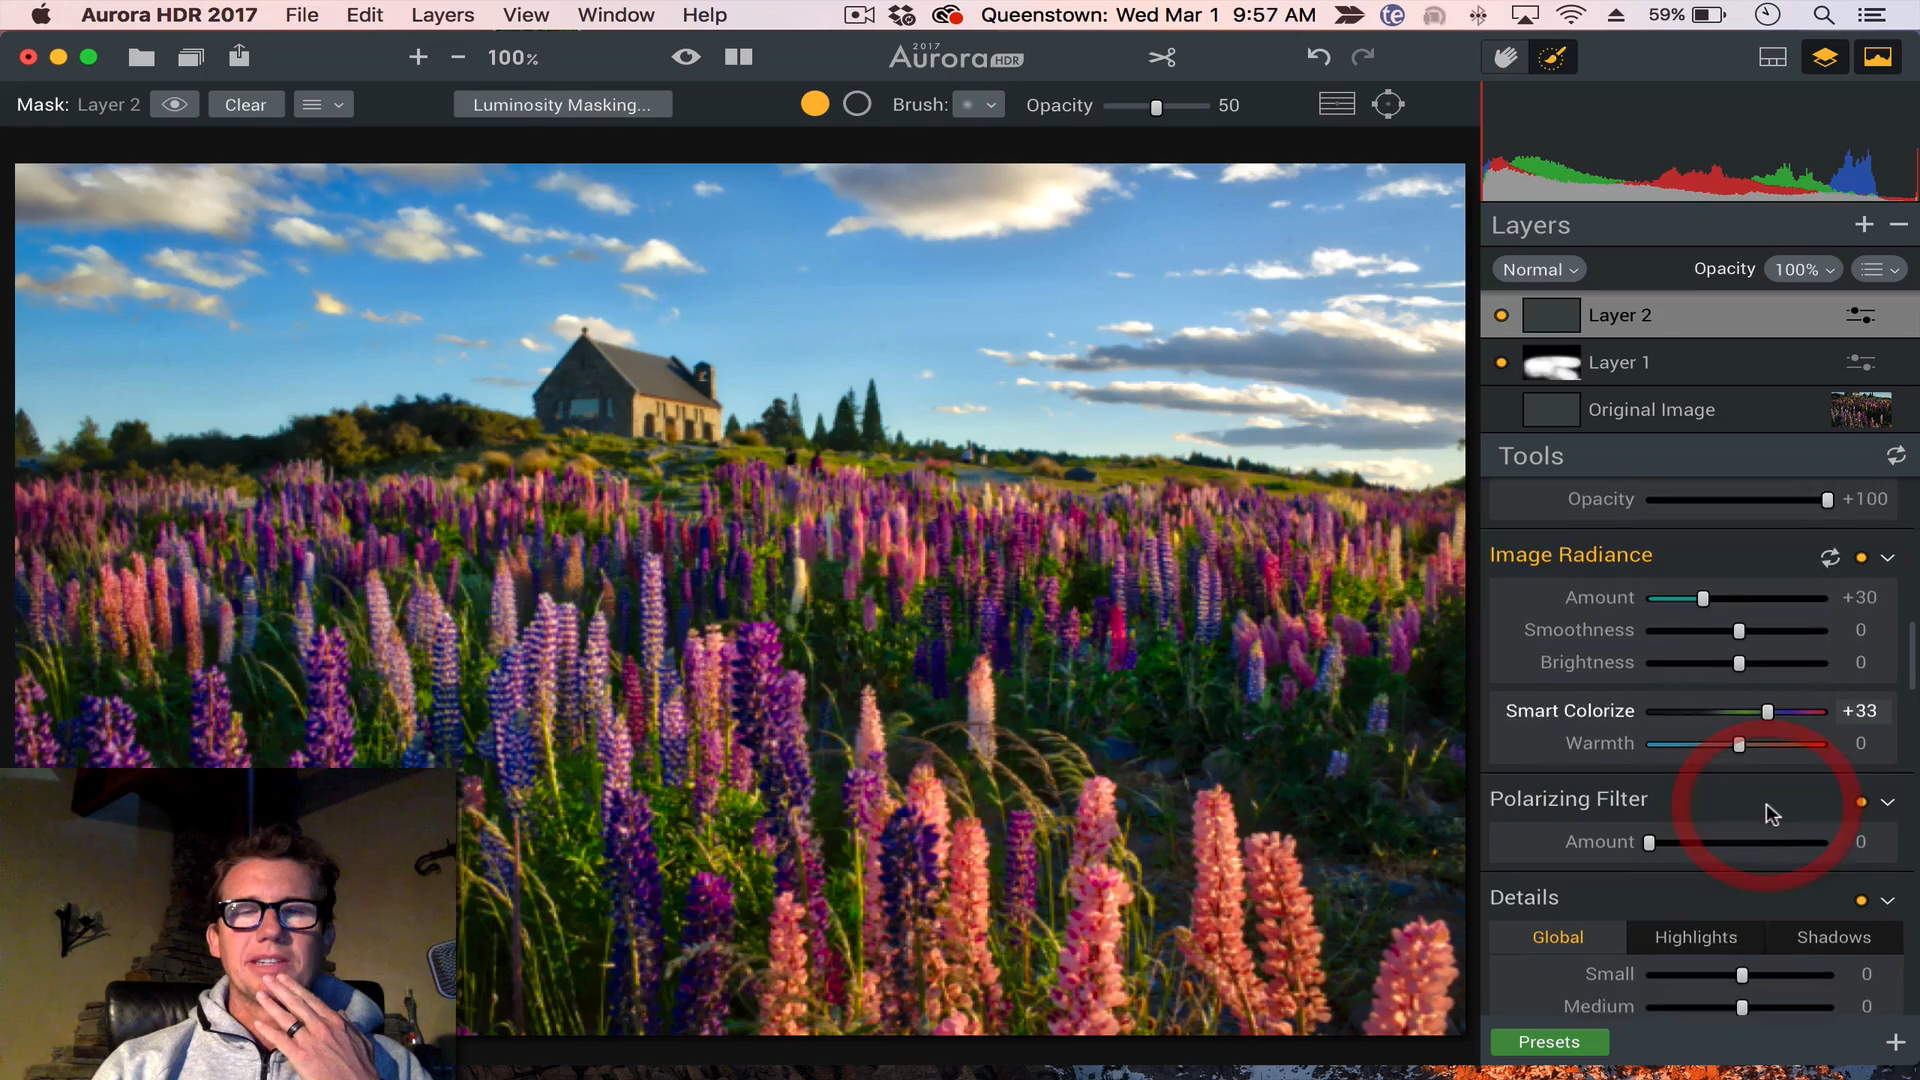 Aurora HDR 2017 File Edit Layers View Window Help te Queenstown: Wed Mar 1 9:57 AM 59%
100% 2017 Aurora HDR
Mask: Layer 2 Clear Luminosity Masking... Brush: Opacity 50
Layers
Normal Opacity 100%
Layer 2
Layer 1
Original Image
Tools
Opacity +100
Image Radiance
Amount +30
Smoothness 0
Brightness 0
Smart Colorize +33
Warmth 0
Polarizing Filter
Amount 0
Details
Global Highlights Shadows
Small 0
Medium 0
Presets